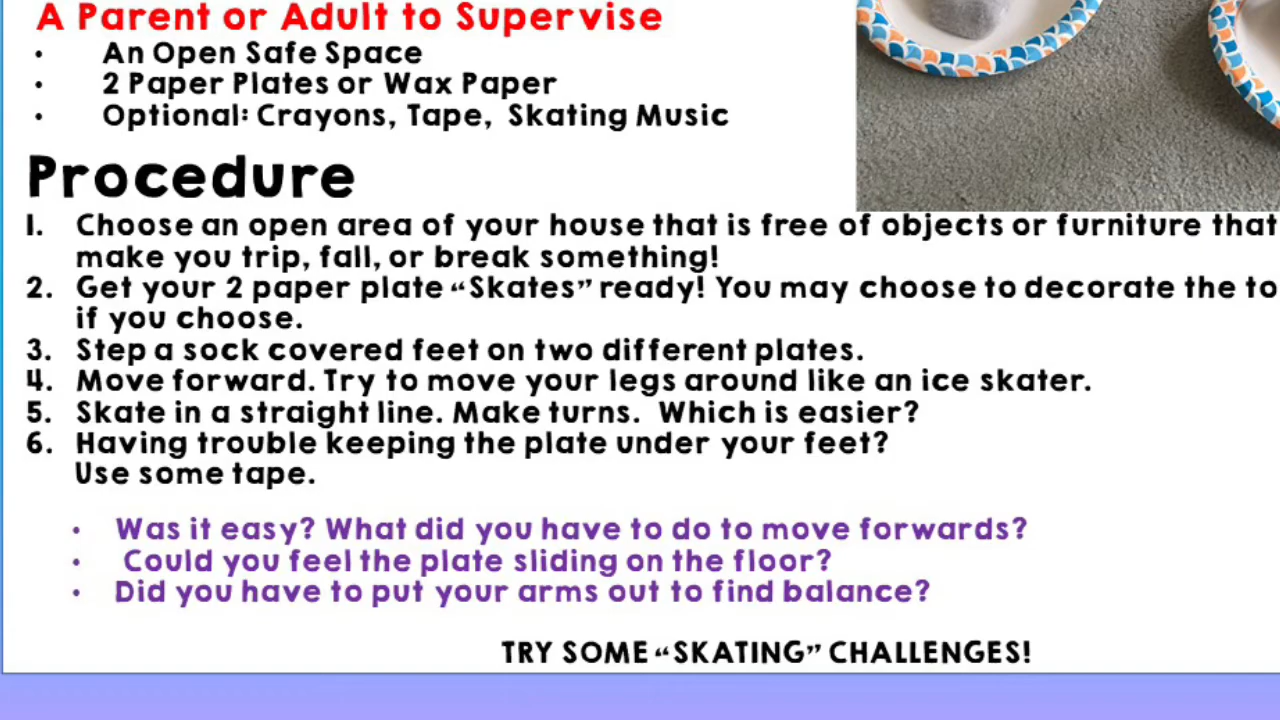 A Parent or Adult to Supervise
• An Open Safe Space
• 2 Paper Plates or Wax Paper
• Optional: Crayons, Tape, Skating Music
Procedure
1. Choose an open area of your house that is free of objects or furniture that
make you trip, fall, or break something!
2. Get your 2 paper plate “Skates” ready! You may choose to decorate the to
if you choose.
3. Step a sock covered feet on two different plates.
4. Move forward. Try to move your legs around like an ice skater.
5. Skate in a straight line. Make turns. Which is easier?
6. Having trouble keeping the plate under your feet?
Use some tape.
• Was it easy? What did you have to do to move forwards?
• Could you feel the plate sliding on the floor?
• Did you have to put your arms out to find balance?
TRY SOME “SKATING” CHALLENGES!